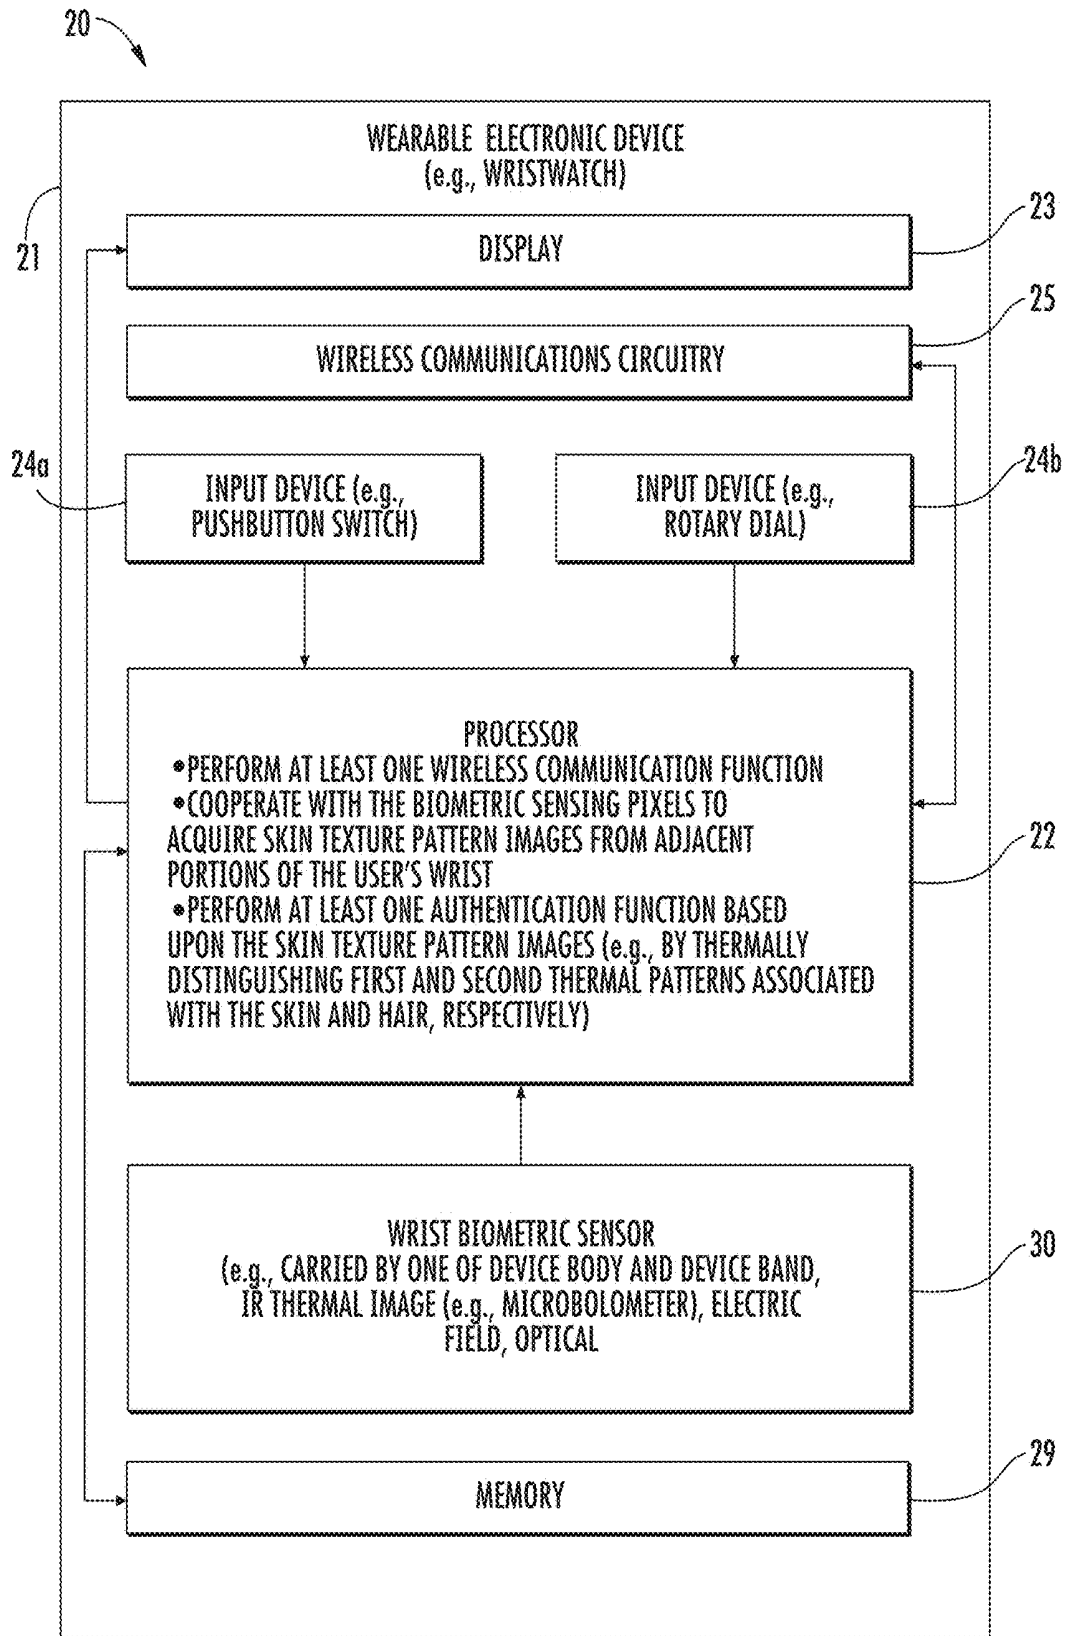 20
WEARABLE ELECTRONIC DEVICE
(e.g., WRISTWATCH)
21
23
DISPLAY
25
WIRELESS COMMUNICATIONS CIRCUITRY
24a
INPUT DEVICE (e.g.,
PUSHBUTTON SWITCH)
24b
INPUT DEVICE (e.g.,
ROTARY DIAL)
PROCESSOR
•PERFORM AT LEAST ONE WIRELESS COMMUNICATION FUNCTION
•COOPERATE WITH THE BIOMETRIC SENSING PIXELS TO
ACQUIRE SKIN TEXTURE PATTERN IMAGES FROM ADJACENT
PORTIONS OF THE USER'S WRIST
•PERFORM AT LEAST ONE AUTHENTICATION FUNCTION BASED
UPON THE SKIN TEXTURE PATTERN IMAGES (e.g., BY THERMALLY
DISTINGUISHING FIRST AND SECOND THERMAL PATTERNS ASSOCIATED
WITH THE SKIN AND HAIR, RESPECTIVELY)
22
WRIST BIOMETRIC SENSOR
(e.g., CARRIED BY ONE OF DEVICE BODY AND DEVICE BAND,
IR THERMAL IMAGE (e.g., MICROBOLOMETER), ELECTRIC
FIELD, OPTICAL
30
MEMORY
29